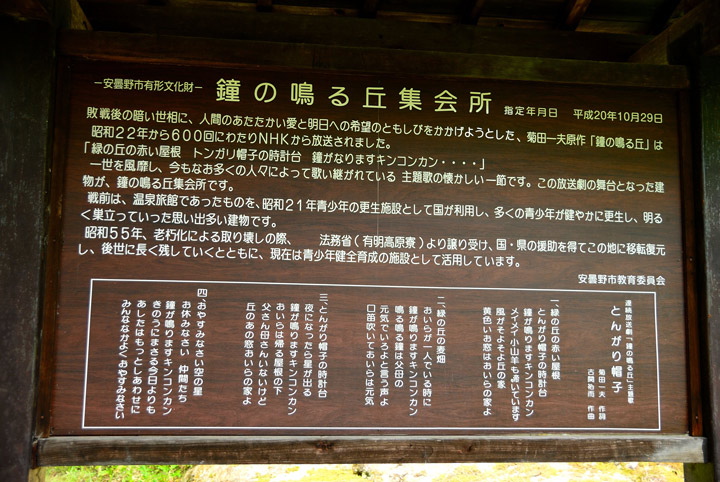 －安曇野市有形文化財－ 鐘の鳴る丘集会所 指定年月日 平成20年10月29日
敗戦後の暗い世相に、人間のあたたかい愛と明日への希望のともしびをかかげようとした、菊田一夫原作「鐘の鳴る丘」は
昭和22年から600回にわたりNHKから放送されました。
「緑の丘の赤い屋根 トンガリ帽子の時計台 鐘がなりますキンコンカン・・・・」
一世を風靡し、今もなお多くの人々によって歌い継がれている 主題歌の懐かしい一節です。この放送劇の舞台となった建
物が、鐘の鳴る丘集会所です。
戦前は、温泉旅館であったものを、昭和21年青少年の更生施設として国が利用し、多くの青少年が健やかに更生し、明る
く巣立っていった思い出多い建物です。
昭和55年、老朽化による取り壊しの際、 法務省（有明高原寮）より譲り受け、国・県の援助を得てこの地に移転復元
し、後世に長く残していくとともに、現在は青少年健全育成の施設として活用しています。
安曇野市教育委員会
連続放送劇「鐘の鳴る丘」主題歌
とんがり帽子
菊田一夫 作詞
古関裕而 作曲
一、緑の丘の赤い屋根
とんがり帽子の時計台
鐘が鳴りますキンコンカン
メイメイ小山羊も鳴いています
風がそよそよ丘の家
黄色いお窓はおいらの家よ
二、緑の丘の麦畑
おいらが一人でいる時に
鐘が鳴りますキンコンカン
鳴る鳴る鐘は父母の
元気でいろよと言う声よ
口笛吹いておいらは元気
三、とんがり帽子の時計台
夜になったら星が出る
鐘が鳴りますキンコンカン
おいらは帰る屋根の下
父さん母さんいないけど
丘のあの窓おいらの家よ
四、おやすみなさい空の星
お休みなさい 仲間たち
鐘が鳴りますキンコンカン
きのうにまさる今日よりも
あしたはもっとしあわせに
みんななかよくおやすみなさい